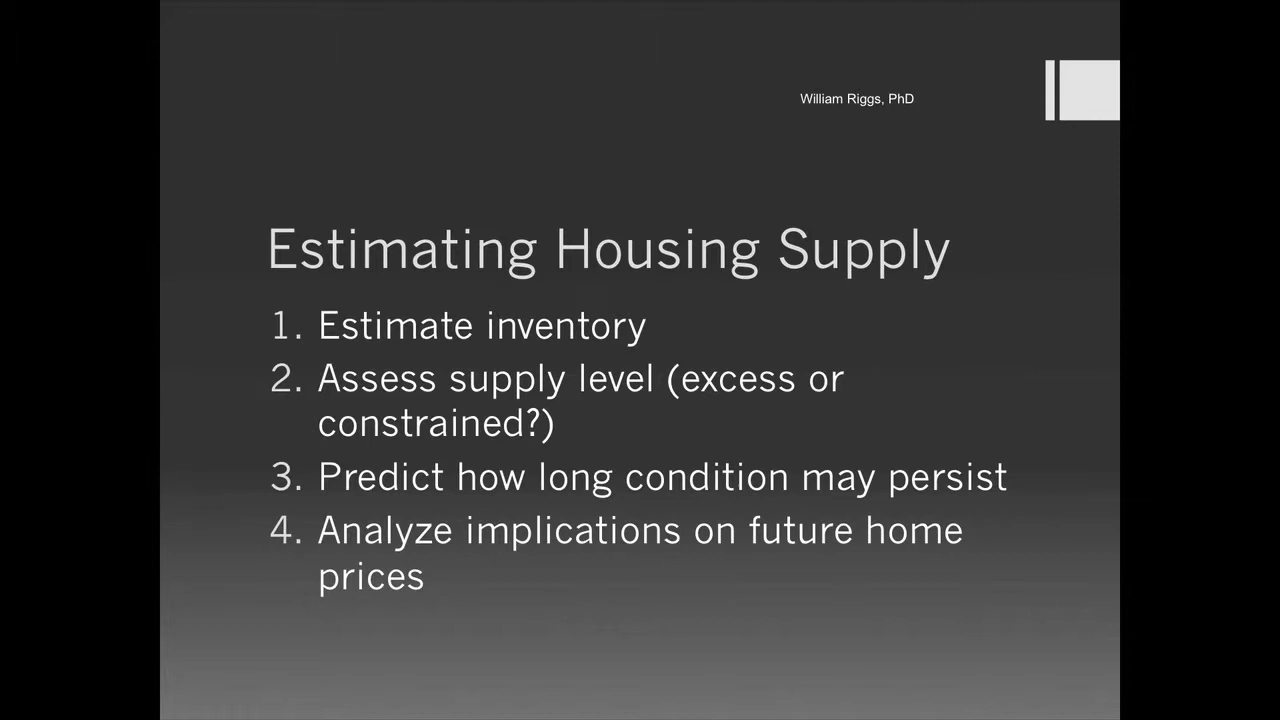 William Riggs, PhD
Estimating Housing Supply
1. Estimate inventory
2. Assess supply level (excess or
constrained?)
3. Predict how long condition may persist
4. Analyze implications on future home
prices